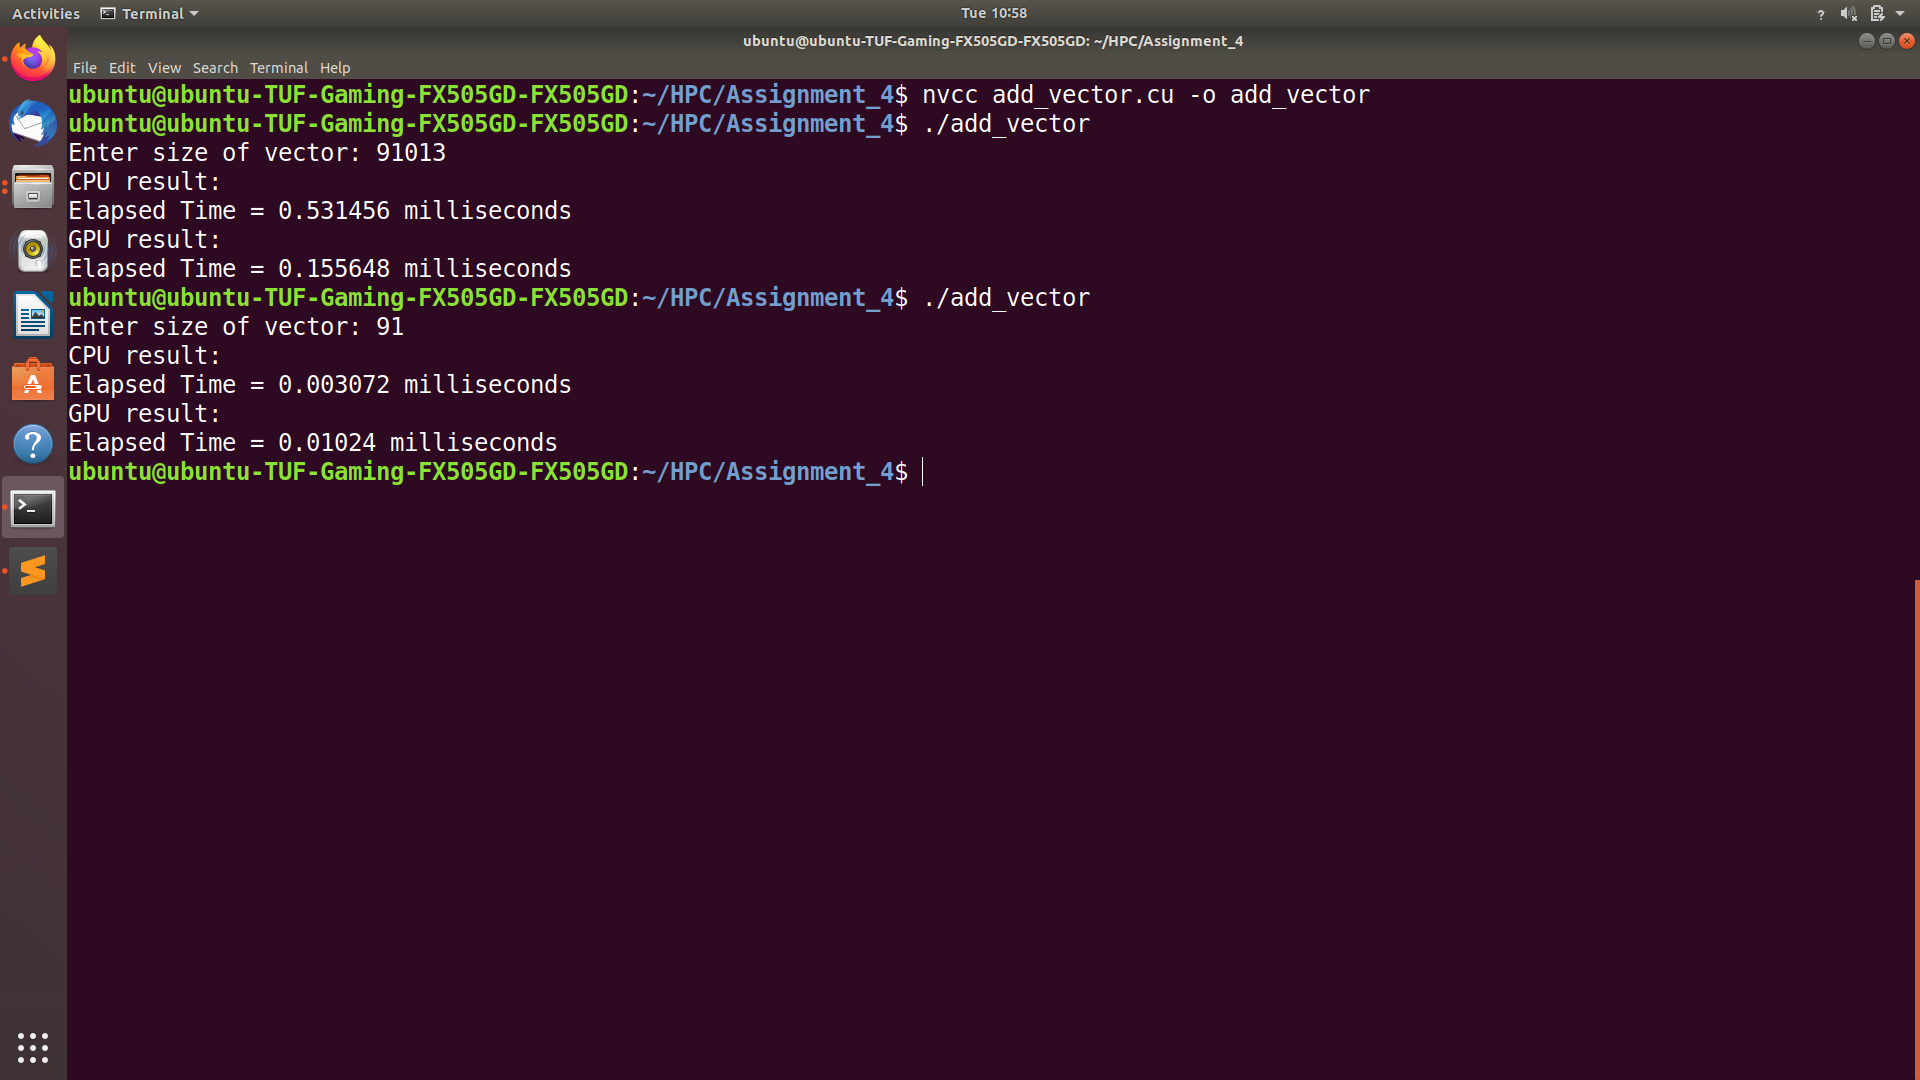 Activities Terminal Tue 10:58 ?
ubuntu@ubuntu-TUF-Gaming-FX505GD-FX505GD: ~/HPC/Assignment_4
File Edit View Search Terminal Help
ubuntu@ubuntu-TUF-Gaming-FX505GD-FX505GD:~/HPC/Assignment_4$ nvcc add_vector.cu -o add_vector
ubuntu@ubuntu-TUF-Gaming-FX505GD-FX505GD:~/HPC/Assignment_4$ ./add_vector
Enter size of vector: 91013
CPU result:
Elapsed Time = 0.531456 milliseconds
GPU result:
Elapsed Time = 0.155648 milliseconds
ubuntu@ubuntu-TUF-Gaming-FX505GD-FX505GD:~/HPC/Assignment_4$ ./add_vector
Enter size of vector: 91
CPU result:
Elapsed Time = 0.003072 milliseconds
GPU result:
Elapsed Time = 0.01024 milliseconds
ubuntu@ubuntu-TUF-Gaming-FX505GD-FX505GD:~/HPC/Assignment_4$